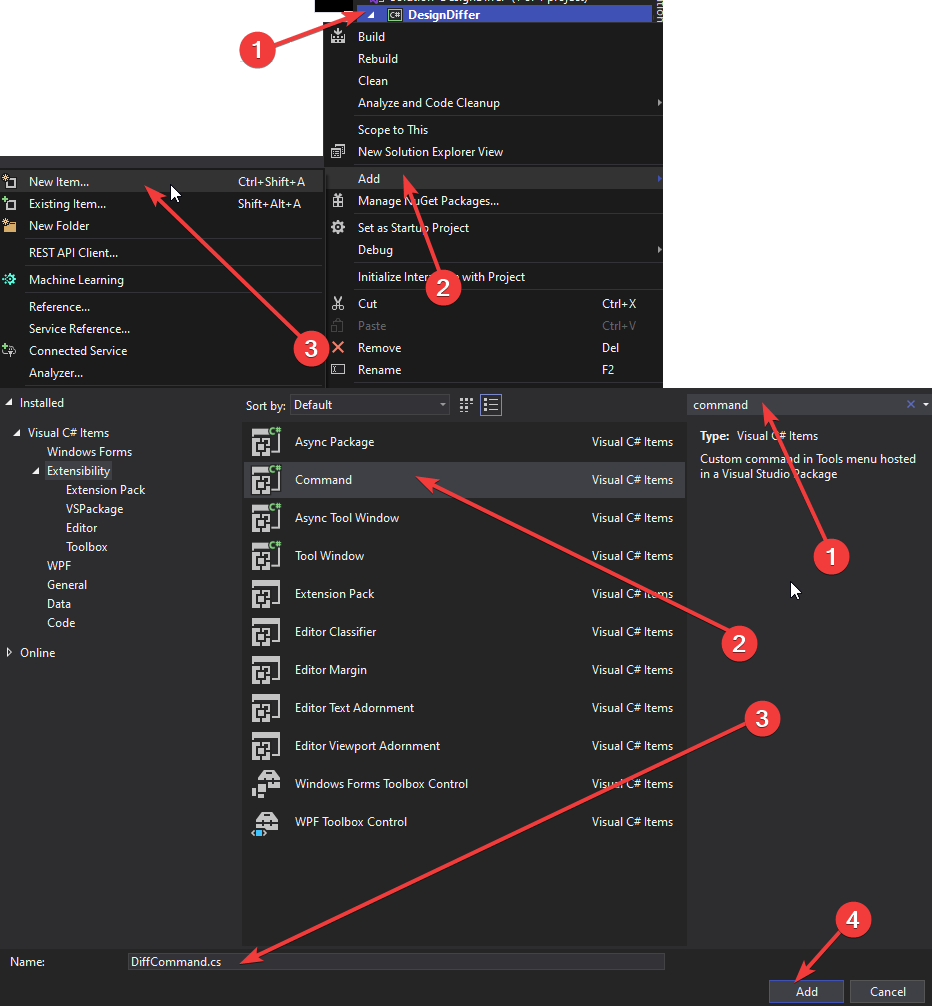 DesignDiffer
1
Build
Rebuild
Clean
Analyze and Code Cleanup
Scope to This
New Solution Explorer View
Add
Manage NuGet Packages...
Set as Startup Project
Debug
2
Initialize with Project
Cut Ctrl+X
Paste Ctrl+V
Remove Del
Rename F2
New Item... Ctrl+Shift+A
Existing Item... Shift+Alt+A
New Folder
REST API Client...
Machine Learning
Reference...
Service Reference...
3
Connected Service
Analyzer...
Installed
Visual C# Items
Windows Forms
Extensibility
Extension Pack
VSPackage
Editor
Toolbox
WPF
General
Data
Code
Online
Sort by: Default
C# Async Package Visual C# Items
C# Command Visual C# Items
C# Async Tool Window Visual C# Items
C# Tool Window Visual C# Items
Extension Pack Visual C# Items
Editor Classifier Visual C# Items
Editor Margin Visual C# Items
Editor Text Adornment Visual C# Items
Editor Viewport Adornment Visual C# Items
Windows Forms Toolbox Control Visual C# Items
WPF Toolbox Control Visual C# Items
command
Type: Visual C# Items
Custom command in Tools menu hosted
in a Visual Studio Package
1
2
3
4
Name: DiffCommand.cs
Add Cancel